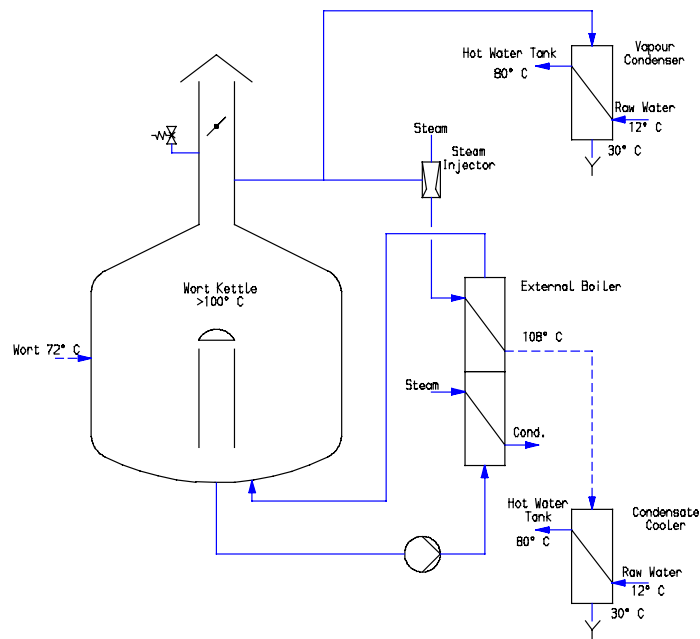 Vapour
Condenser
Hot Water Tank
80° C
Raw Water
12° C
30° C
Steam
Steam
Injector
Wort Kettle
>100° C
External Boiler
108° C
Wort 72° C
Steam
Cond.
Hot Water
Tank
80° C
Condensate
Cooler
Raw Water
12° C
30° C